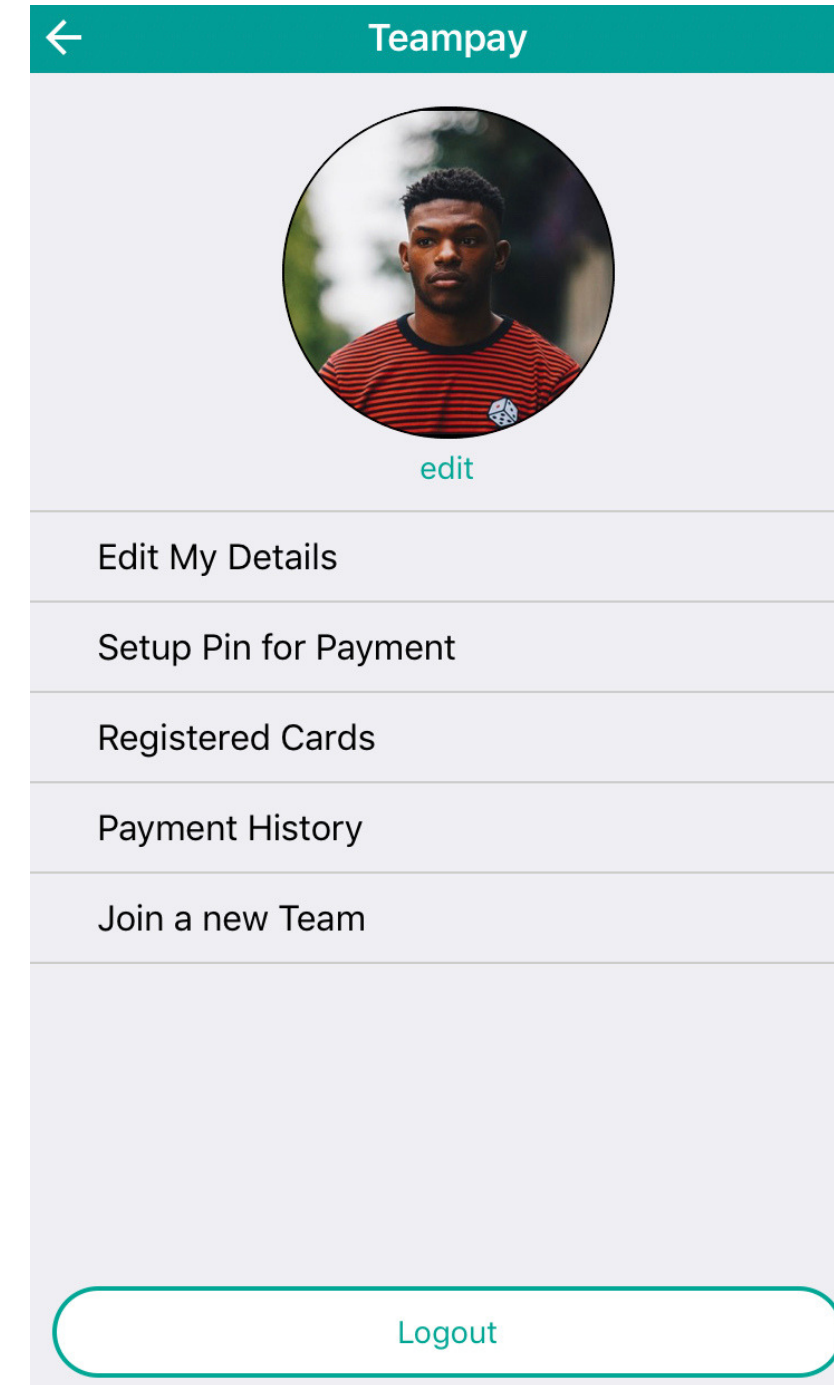 Teampay
edit
Edit My Details
Setup Pin for Payment
Registered Cards
Payment History
Join a new Team
Logout